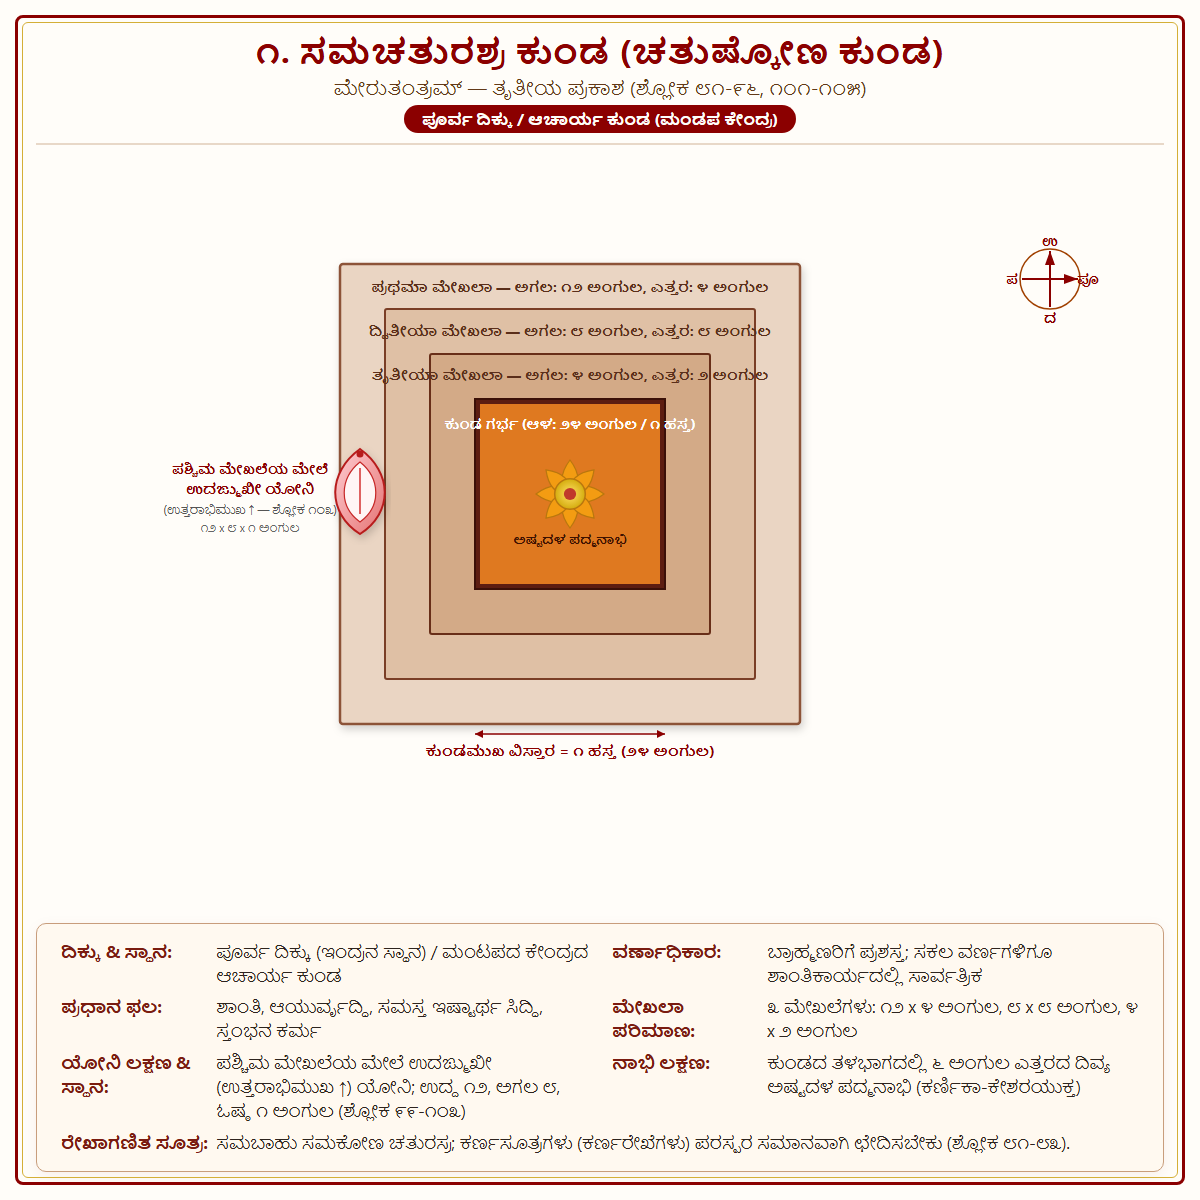 ೧. ಸಮಚತುರಶ್ರ ಕುಂಡ (ಚತುಷ್ಕೋಣ ಕುಂಡ)
ಮೇರುತಂತ್ರಮ್ — ತೃತೀಯ ಪ್ರಕಾಶ (ಶ್ಲೋಕ ೮೧-೯೬, ೧೦೧-೧೦೫)
ಪೂರ್ವ ದಿಕ್ಕು / ಆಚಾರ್ಯ ಕುಂಡ (ಮಂಡಪ ಕೇಂದ್ರ)
ಉ
ಪ
ಪೂ
ದ
ಪ್ರಥಮಾ ಮೇಖಲಾ — ಅಗಲ: ೧೨ ಅಂಗುಲ, ಎತ್ತರ: ೪ ಅಂಗುಲ
ದ್ವಿತೀಯಾ ಮೇಖಲಾ — ಅಗಲ: ೮ ಅಂಗುಲ, ಎತ್ತರ: ೮ ಅಂಗುಲ
ತೃತೀಯಾ ಮೇಖಲಾ — ಅಗಲ: ೪ ಅಂಗುಲ, ಎತ್ತರ: ೨ ಅಂಗುಲ
ಕುಂಡ ಗರ್ಭ (ಆಳ: ೨೪ ಅಂಗುಲ / ೧ ಹಸ್ತ)
ಅಷ್ಟದಳ ಪದ್ಮನಾಭಿ
ಪಶ್ಚಿಮ ಮೇಖಲೆಯ ಮೇಲೆ
ಉದಙ್ಮುಖೀ ಯೋನಿ
(ಉತ್ತರಾಭಿಮುಖ ↑ — ಶ್ಲೋಕ ೧೦೩)
೧೨ x ೮ x ೧ ಅಂಗುಲ
ಕುಂಡಮುಖ ವಿಸ್ತಾರ = ೧ ಹಸ್ತ (೨೪ ಅಂಗುಲ)
ದಿಕ್ಕು & ಸ್ಥಾನ: ಪೂರ್ವ ದಿಕ್ಕು (ಇಂದ್ರನ ಸ್ಥಾನ) / ಮಂಟಪದ ಕೇಂದ್ರದ
ಆಚಾರ್ಯ ಕುಂಡ
ವರ್ಣಾಧಿಕಾರ: ಬ್ರಾಹ್ಮಣರಿಗೆ ಪ್ರಶಸ್ತ; ಸಕಲ ವರ್ಣಗಳಿಗೂ
ಶಾಂತಿಕಾರ್ಯದಲ್ಲಿ ಸಾರ್ವತ್ರಿಕ
ಪ್ರಧಾನ ಫಲ: ಶಾಂತಿ, ಆಯುರ್ವೃದ್ಧಿ, ಸಮಸ್ತ ಇಷ್ಟಾರ್ಥ ಸಿದ್ಧಿ,
ಸ್ತಂಭನ ಕರ್ಮ
ಮೇಖಲಾ ೩ ಮೇಖಲೆಗಳು: ೧೨ x ೪ ಅಂಗುಲ, ೮ x ೮ ಅಂಗುಲ, ೪
ಪರಿಮಾಣ: x ೨ ಅಂಗುಲ
ಯೋನಿ ಲಕ್ಷಣ & ಪಶ್ಚಿಮ ಮೇಖಲೆಯ ಮೇಲೆ ಉದಙ್ಮುಖೀ
ಸ್ಥಾನ: (ಉತ್ತರಾಭಿಮುಖ ↑) ಯೋನಿ; ಉದ್ದ ೧೨, ಅಗಲ ೮,
ಓಷ್ಠ ೧ ಅಂಗುಲ (ಶ್ಲೋಕ ೯೯-೧೦೩)
ನಾಭಿ ಲಕ್ಷಣ: ಕುಂಡದ ತಳಭಾಗದಲ್ಲಿ ೬ ಅಂಗುಲ ಎತ್ತರದ ದಿವ್ಯ
ಅಷ್ಟದಳ ಪದ್ಮನಾಭಿ (ಕರ್ಣಿಕಾ-ಕೇಶರಯುಕ್ತ)
ರೇಖಾಗಣಿತ ಸೂತ್ರ: ಸಮಬಾಹು ಸಮಕೋಣ ಚತುರಸ್ರ; ಕರ್ಣಸೂತ್ರಗಳು (ಕರ್ಣರೇಖೆಗಳು) ಪರಸ್ಪರ ಸಮಾನವಾಗಿ ಛೇದಿಸಬೇಕು (ಶ್ಲೋಕ ೮೧-೮೩).